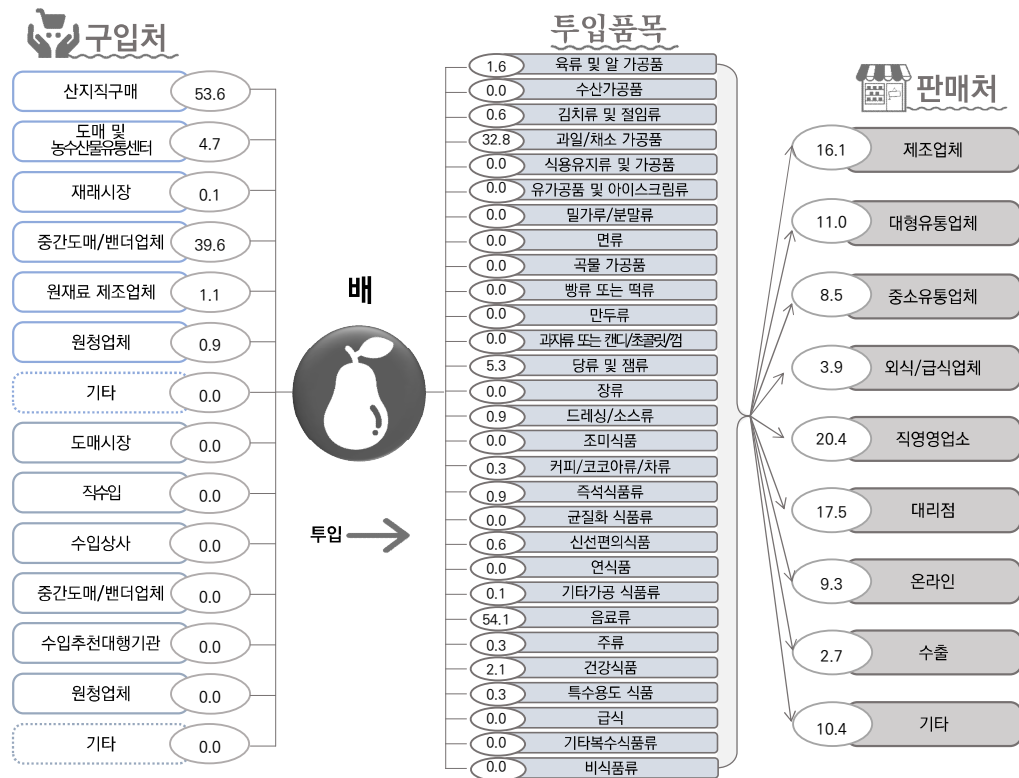 구입처
산지직구매 53.6
도매 및
농수산물유통센터 4.7
재래시장 0.1
중간도매/밴더업체 39.6
원재료 제조업체 1.1
원청업체 0.9
기타 0.0
도매시장 0.0
직수입 0.0
수입상사 0.0
중간도매/밴더업체 0.0
수입추천대행기관 0.0
원청업체 0.0
기타 0.0
배
투입
투입품목
1.6 육류 및 알 가공품
0.0 수산가공품
0.6 김치류 및 절임류
32.8 과일/채소 가공품
0.0 식용유지류 및 가공품
0.0 유가공품 및 아이스크림류
0.0 밀가루/분말류
0.0 면류
0.0 곡물 가공품
0.0 빵류 또는 떡류
0.0 만두류
0.0 과자류 또는 캔디/초콜릿/껌
5.3 당류 및 잼류
0.0 장류
0.9 드레싱/소스류
0.0 조미식품
0.3 커피/코코아류/차류
0.9 즉석식품류
0.0 균질화 식품류
0.6 신선편의식품
0.0 연식품
0.1 기타가공 식품류
54.1 음료류
0.3 주류
2.1 건강식품
0.3 특수용도 식품
0.0 급식
0.0 기타복수식품류
0.0 비식품류
판매처
16.1 제조업체
11.0 대형유통업체
8.5 중소유통업체
3.9 외식/급식업체
20.4 직영영업소
17.5 대리점
9.3 온라인
2.7 수출
10.4 기타